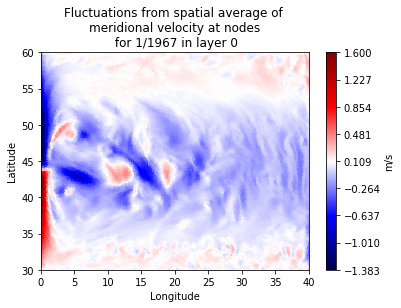 Fluctuations from spatial average of
meridional velocity at nodes
for 1/1967 in layer 0
60
55
50
45
40
35
30
Latitude
0 5 10 15 20 25 30 35 40
Longitude
1.600
1.227
0.854
0.481
0.109
−0.264
−0.637
−1.010
−1.383
m/s